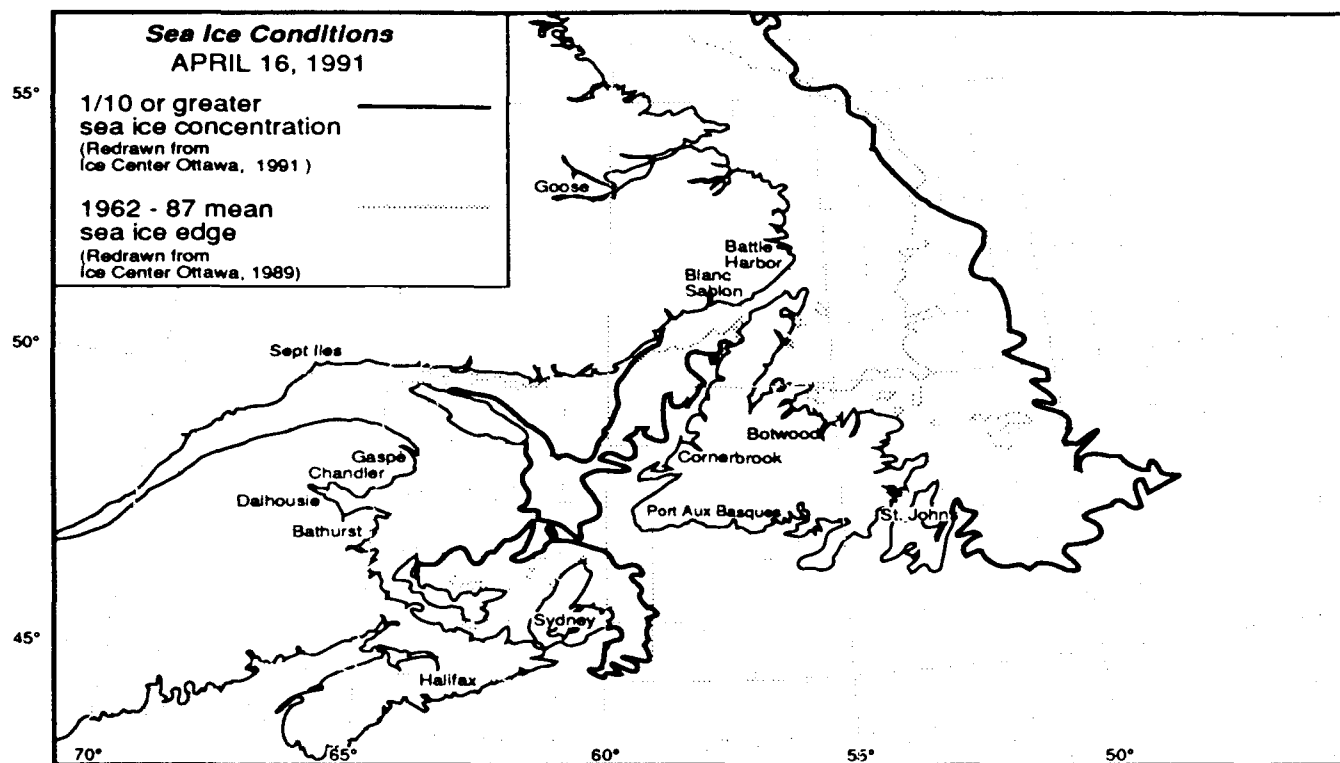 Sea Ice Conditions
APRIL 16, 1991
1/10 or greater
sea ice concentration
(Redrawn from
Ice Center Ottawa, 1991 )
1962 - 87 mean
sea ice edge
(Redrawn from
Ice Center Ottawa, 1989)
55°
50°
45°
70°
65°
60°
55°
50°
Goose
Battle
Harbor
Blanc
Sablon
Sept Iles
Gaspé
Chandler
Dalhousie
Bathurst
Botwood
Cornerbrook
Port Aux Basques
St. Johns
Sydney
Halifax